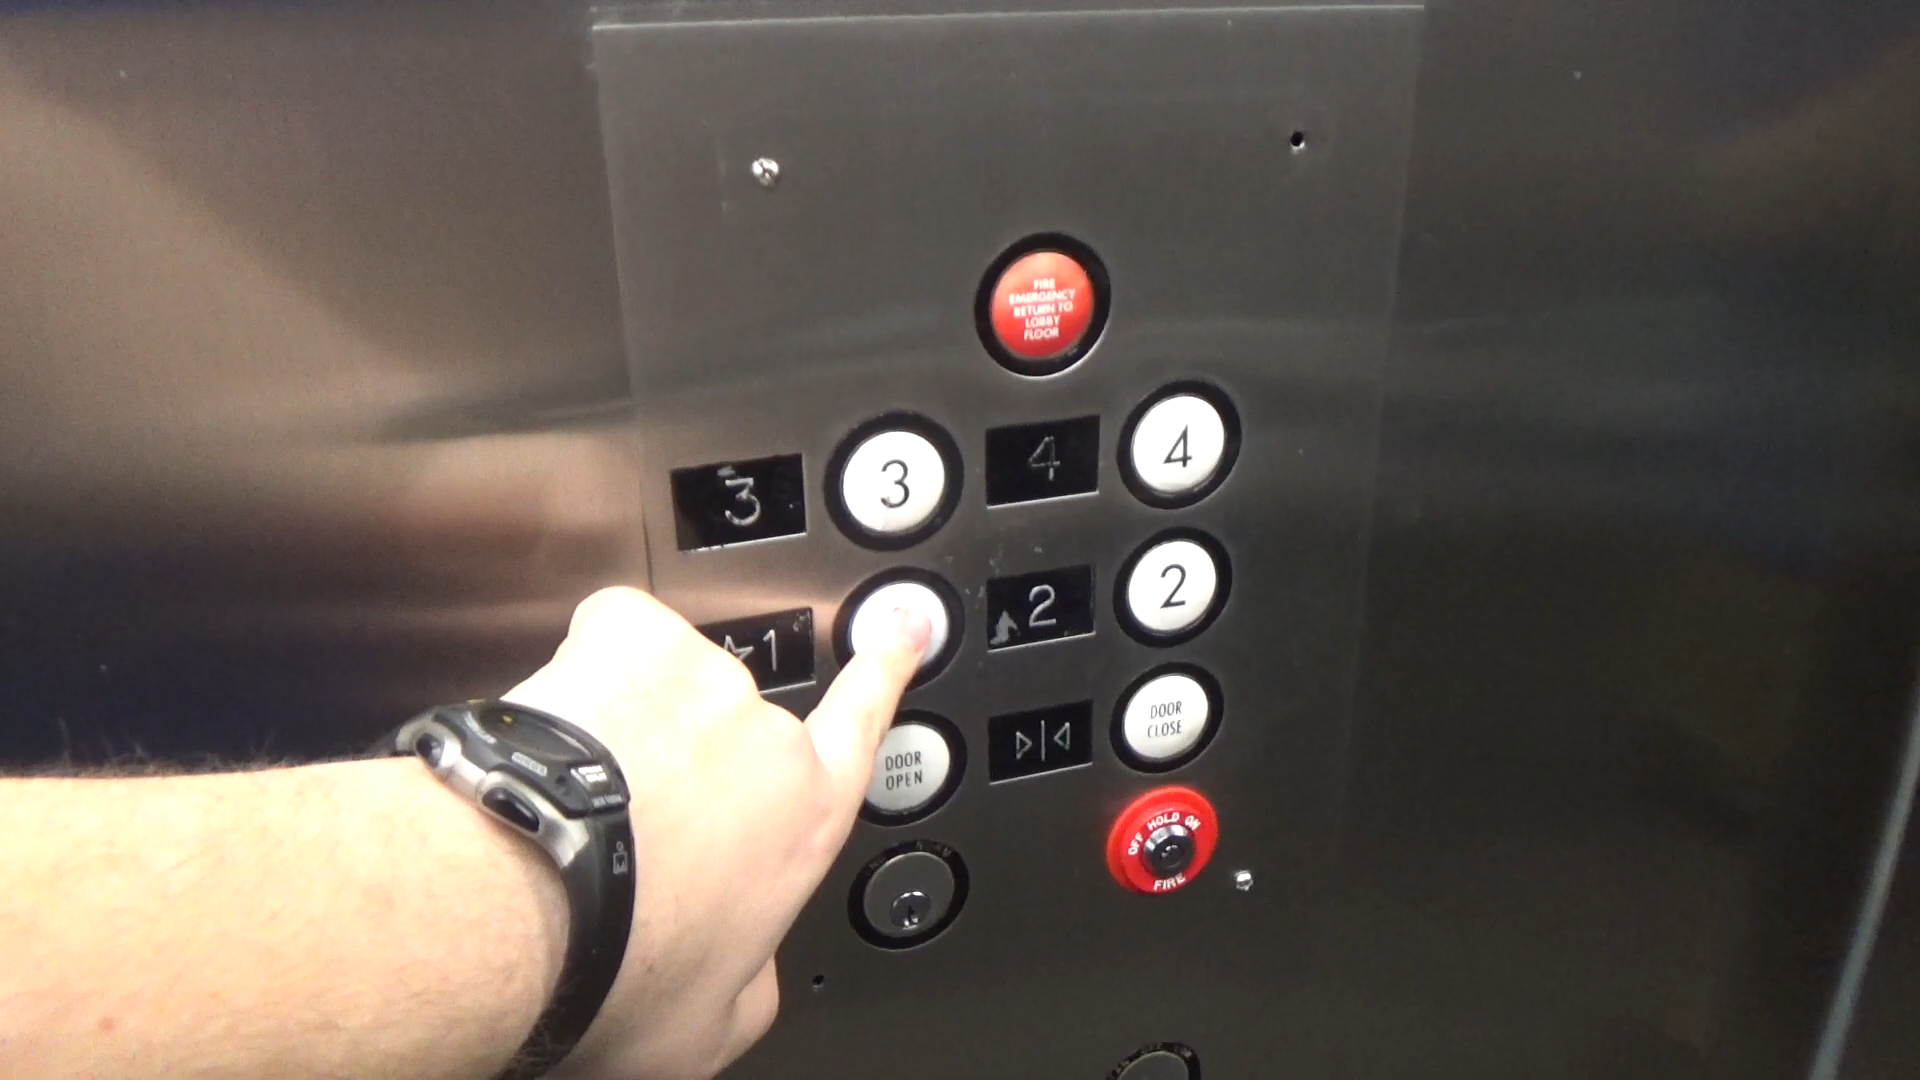 FIRE
EMERGENCY
RETURN TO
LOBBY
FLOOR
3 3 4 4
☆1 2 2
DOOR
OPEN
▷|◁
DOOR
CLOSE
OFF HOLD ON
FIRE